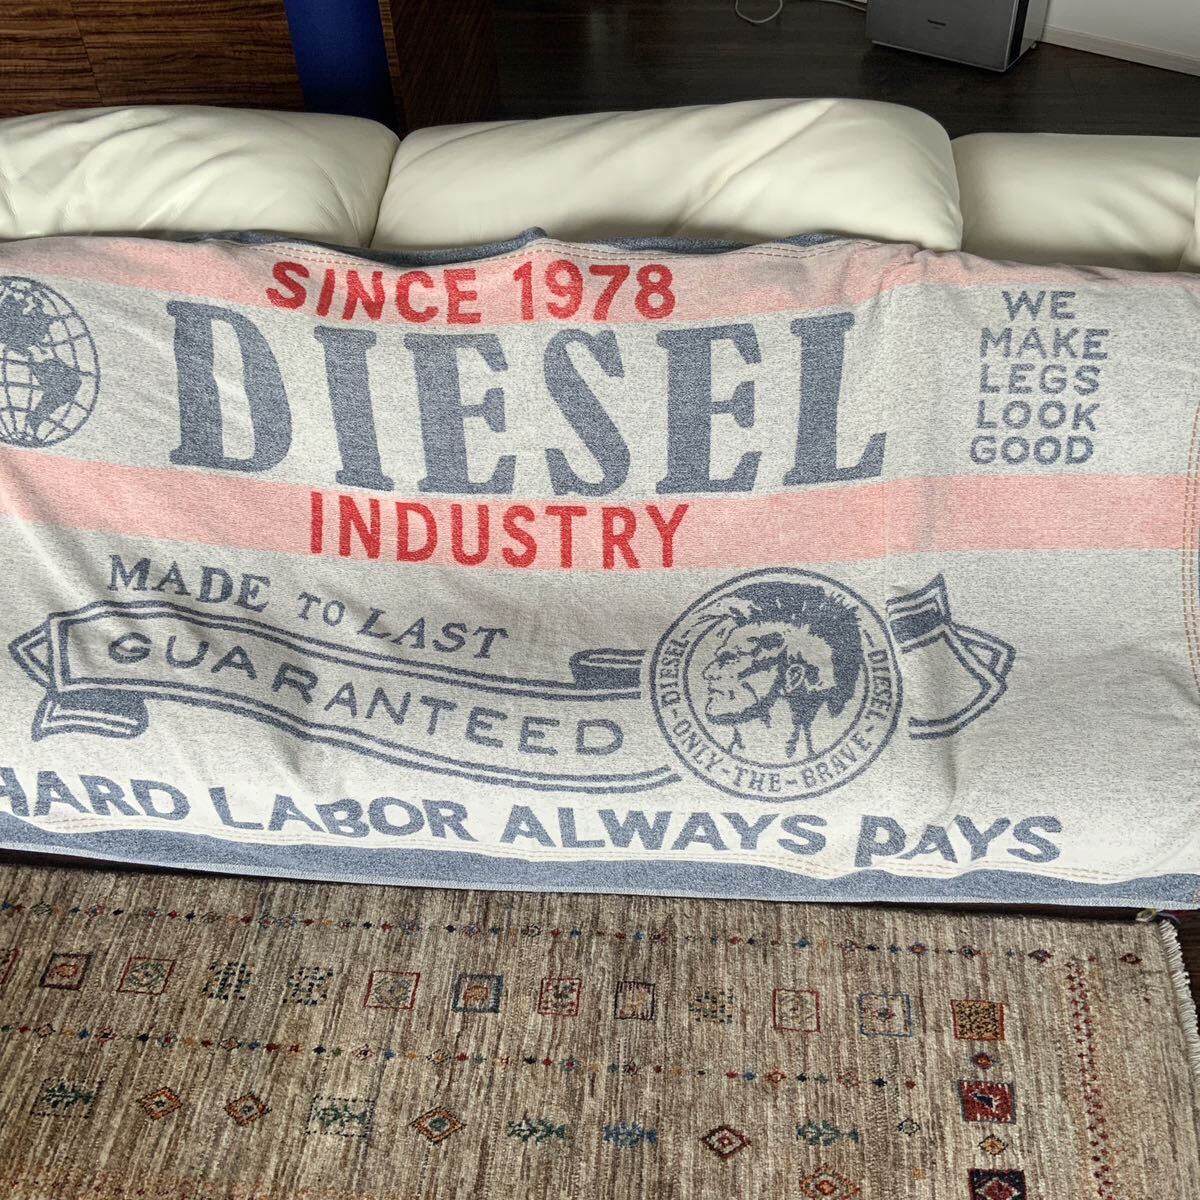 SINCE 1978
DIESEL
INDUSTRY
WE
MAKE
LEGS
LOOK
GOOD
MADE TO LAST
GUARANTEED
DIESEL-ONLY-THE-BRAVE-DIESEL
HARD LABOR ALWAYS PAYS